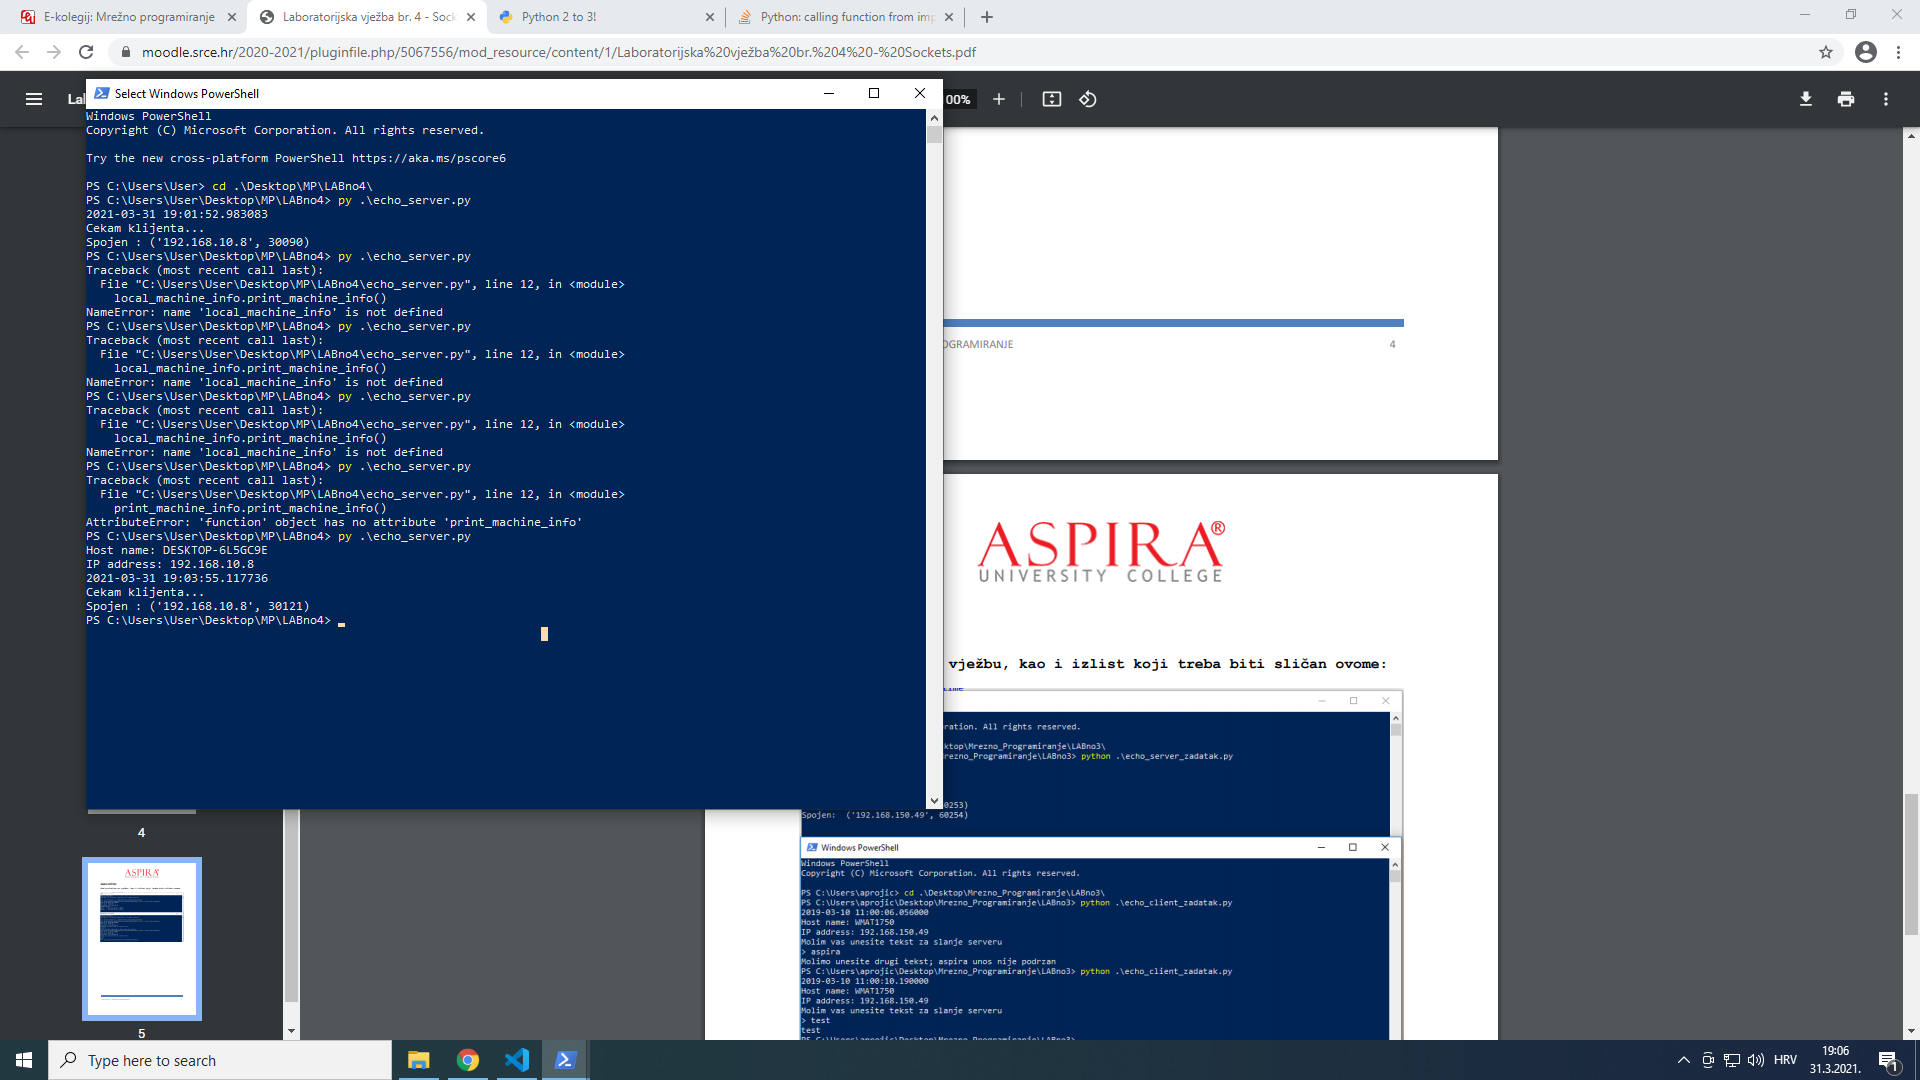 E-kolegij: Mrežno programiranje
Laboratorijska vježba br. 4 - Sock
Python 2 to 3!
Python: calling function from imp
moodle.srce.hr/2020-2021/pluginfile.php/5067556/mod_resource/content/1/Laboratorijska%20vježba%20br.%204%20-%20Sockets.pdf
Lal
00%
Select Windows PowerShell
Windows PowerShell
Copyright (C) Microsoft Corporation. All rights reserved.
Try the new cross-platform PowerShell https://aka.ms/pscore6
PS C:\Users\User> cd .\Desktop\MP\LABno4\
PS C:\Users\User\Desktop\MP\LABno4> py .\echo_server.py
2021-03-31 19:01:52.983083
Cekam klijenta...
Spojen : ('192.168.10.8', 30090)
PS C:\Users\User\Desktop\MP\LABno4> py .\echo_server.py
Traceback (most recent call last):
File "C:\Users\User\Desktop\MP\LABno4\echo_server.py", line 12, in <module>
local_machine_info.print_machine_info()
NameError: name 'local_machine_info' is not defined
PS C:\Users\User\Desktop\MP\LABno4> py .\echo_server.py
Traceback (most recent call last):
File "C:\Users\User\Desktop\MP\LABno4\echo_server.py", line 12, in <module>
local_machine_info.print_machine_info()
NameError: name 'local_machine_info' is not defined
PS C:\Users\User\Desktop\MP\LABno4> py .\echo_server.py
Traceback (most recent call last):
File "C:\Users\User\Desktop\MP\LABno4\echo_server.py", line 12, in <module>
local_machine_info.print_machine_info()
NameError: name 'local_machine_info' is not defined
PS C:\Users\User\Desktop\MP\LABno4> py .\echo_server.py
Traceback (most recent call last):
File "C:\Users\User\Desktop\MP\LABno4\echo_server.py", line 12, in <module>
print_machine_info.print_machine_info()
AttributeError: 'function' object has no attribute 'print_machine_info'
PS C:\Users\User\Desktop\MP\LABno4> py .\echo_server.py
Host name: DESKTOP-6L5GC9E
IP address: 192.168.10.8
2021-03-31 19:03:55.117736
Cekam klijenta...
Spojen : ('192.168.10.8', 30121)
PS C:\Users\User\Desktop\MP\LABno4>
OGRAMIRANJE 4
ASPIRA®
UNIVERSITY COLLEGE
vježbu, kao i izlist koji treba biti sličan ovome:
ration. All rights reserved.
ktop\Mrezno_Programiranje\LABno3\
rezno_Programiranje\LABno3> python .\echo_server_zadatak.py
0253)
Spojen: ('192.168.150.49', 60254)
Windows PowerShell
Windows PowerShell
Copyright (C) Microsoft Corporation. All rights reserved.
PS C:\Users\aprojic> cd .\Desktop\Mrezno_Programiranje\LABno3\
PS C:\Users\aprojic\Desktop\Mrezno_Programiranje\LABno3> python .\echo_client_zadatak.py
2019-03-10 11:00:06.056000
Host name: WMAT1750
IP address: 192.168.150.49
Molim vas unesite tekst za slanje serveru
> aspira
Molimo unesite drugi tekst; aspira unos nije podrzan
PS C:\Users\aprojic\Desktop\Mrezno_Programiranje\LABno3> python .\echo_client_zadatak.py
2019-03-10 11:00:10.190000
Host name: WMAT1750
IP address: 192.168.150.49
Molim vas unesite tekst za slanje serveru
> test
test
4
ASPIRA
5
Type here to search
HRV
19:06
31.3.2021.
1